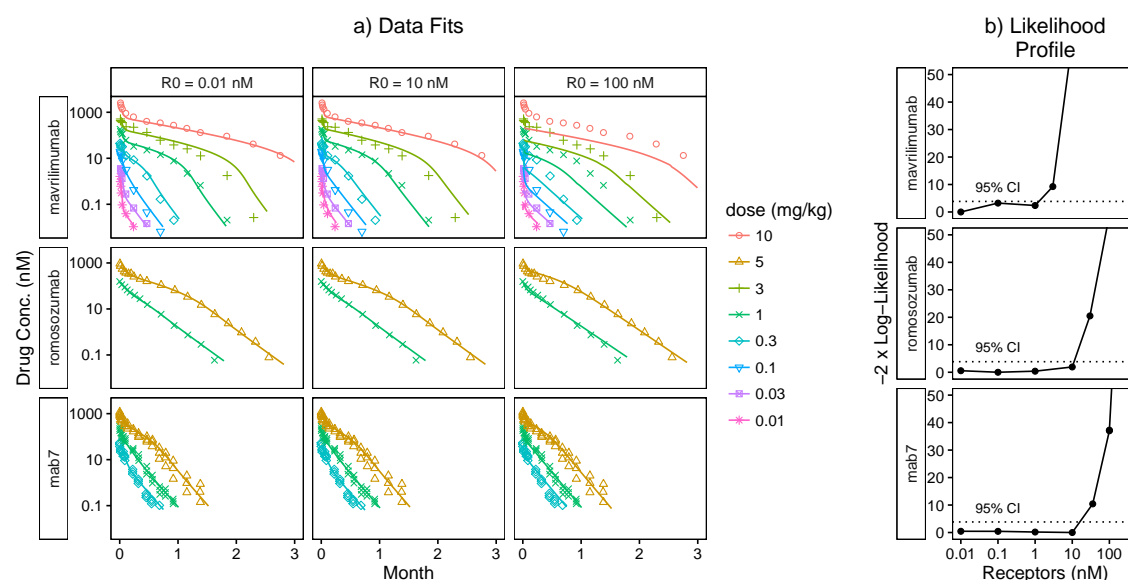 a) Data Fits
R0 = 0.01 nM
R0 = 10 nM
R0 = 100 nM
Drug Conc. (nM)
mavrilimumab
1000
10
0.1
romosozumab
1000
10
0.1
mab7
1000
10
0.1
0 1 2 3
0 1 2 3
0 1 2 3
Month
dose (mg/kg)
10
5
3
1
0.3
0.1
0.03
0.01
b) Likelihood
Profile
−2 x Log−Likelihood
mavrilimumab
50
40
30
20
10
0
95% CI
romosozumab
50
40
30
20
10
0
95% CI
mab7
50
40
30
20
10
0
95% CI
0.01 0.1 1 10 100
Receptors (nM)